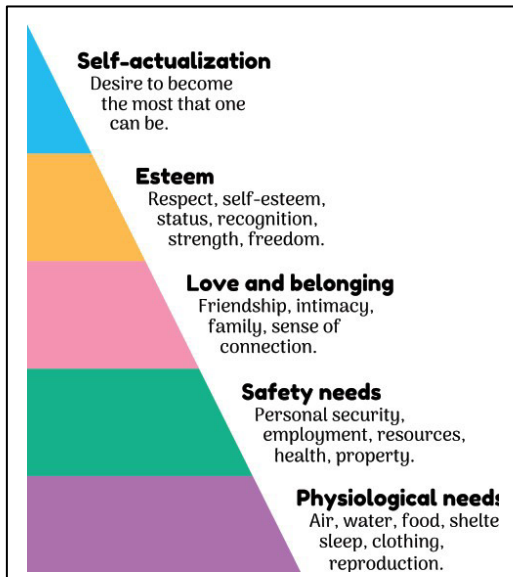 Self-actualization
Desire to become
the most that one
can be.
Esteem
Respect, self-esteem,
status, recognition,
strength, freedom.
Love and belonging
Friendship, intimacy,
family, sense of
connection.
Safety needs
Personal security,
employment, resources,
health, property.
Physiological needs
Air, water, food, shelte
sleep, clothing,
reproduction.